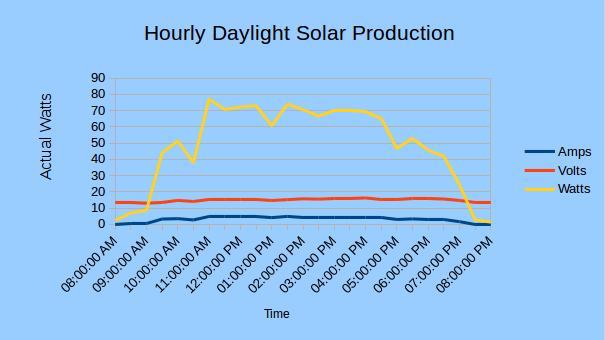 Hourly Daylight Solar Production
Actual Watts
90
80
70
60
50
40
30
20
10
0
08:00:00 AM
09:00:00 AM
10:00:00 AM
11:00:00 AM
12:00:00 PM
01:00:00 PM
02:00:00 PM
03:00:00 PM
04:00:00 PM
05:00:00 PM
06:00:00 PM
07:00:00 PM
08:00:00 PM
Time
Amps
Volts
Watts